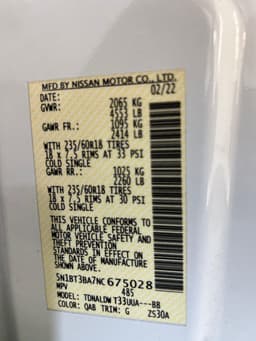 MFD BY NISSAN MOTOR CO., LTD.
DATE: 02/22
GVWR: 2065 KG
4553 LB
GAWR FR.: 1095 KG
2414 LB
WITH 235/60R18 TIRES
18 x 7.5 RIMS AT 33 PSI
COLD SINGLE
GAWR RR.: 1025 KG
2260 LB
WITH 235/60R18 TIRES
18 x 7.5 RIMS AT 30 PSI
COLD SINGLE
THIS VEHICLE CONFORMS TO
ALL APPLICABLE FEDERAL
MOTOR VEHICLE SAFETY AND
THEFT PREVENTION
STANDARDS IN EFFECT ON
THE DATE OF MANUFACTURE
SHOWN ABOVE.
5N1BT3BA7NC675028
MPV 485
MODEL: TDNALDW T33UUA---BB
COLOR: QAB TRIM: G ZS30A